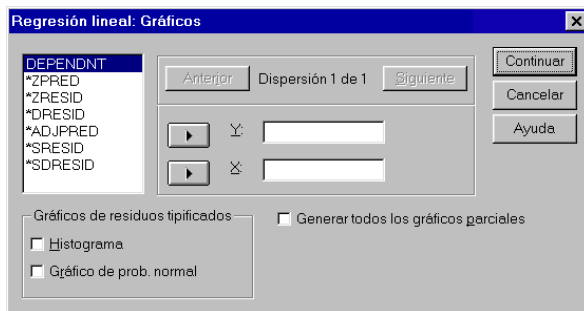 Regresión lineal: Gráficos
DEPENDNT
*ZPRED
*ZRESID
*DRESID
*ADJPRED
*SRESID
*SDRESID
Anterior
Dispersión 1 de 1
Siguiente
Y:
X:
Continuar
Cancelar
Ayuda
Gráficos de residuos tipificados
Histograma
Gráfico de prob. normal
Generar todos los gráficos parciales